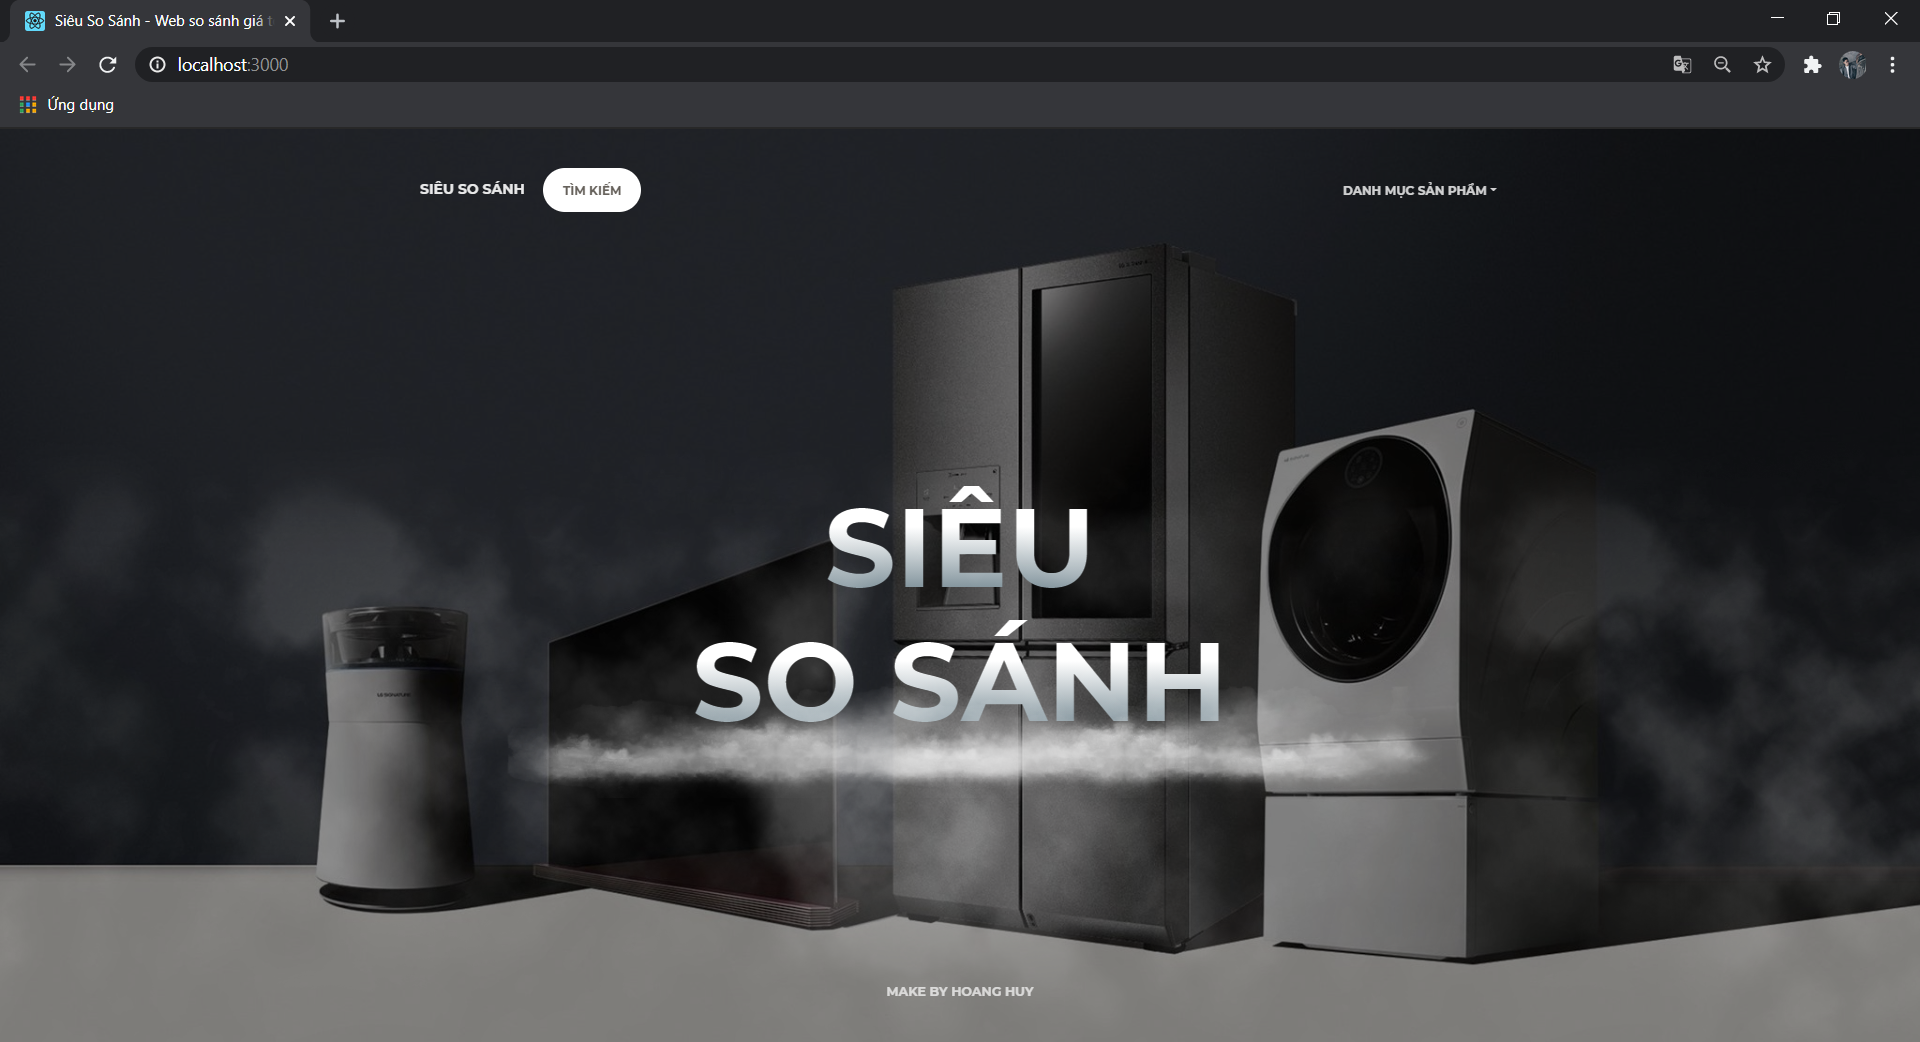 Siêu So Sánh - Web so sánh giá t
localhost:3000
Ứng dụng
SIÊU SO SÁNH
TÌM KIẾM
DANH MỤC SẢN PHẨM
SIÊU
SO SÁNH
MAKE BY HOANG HUY